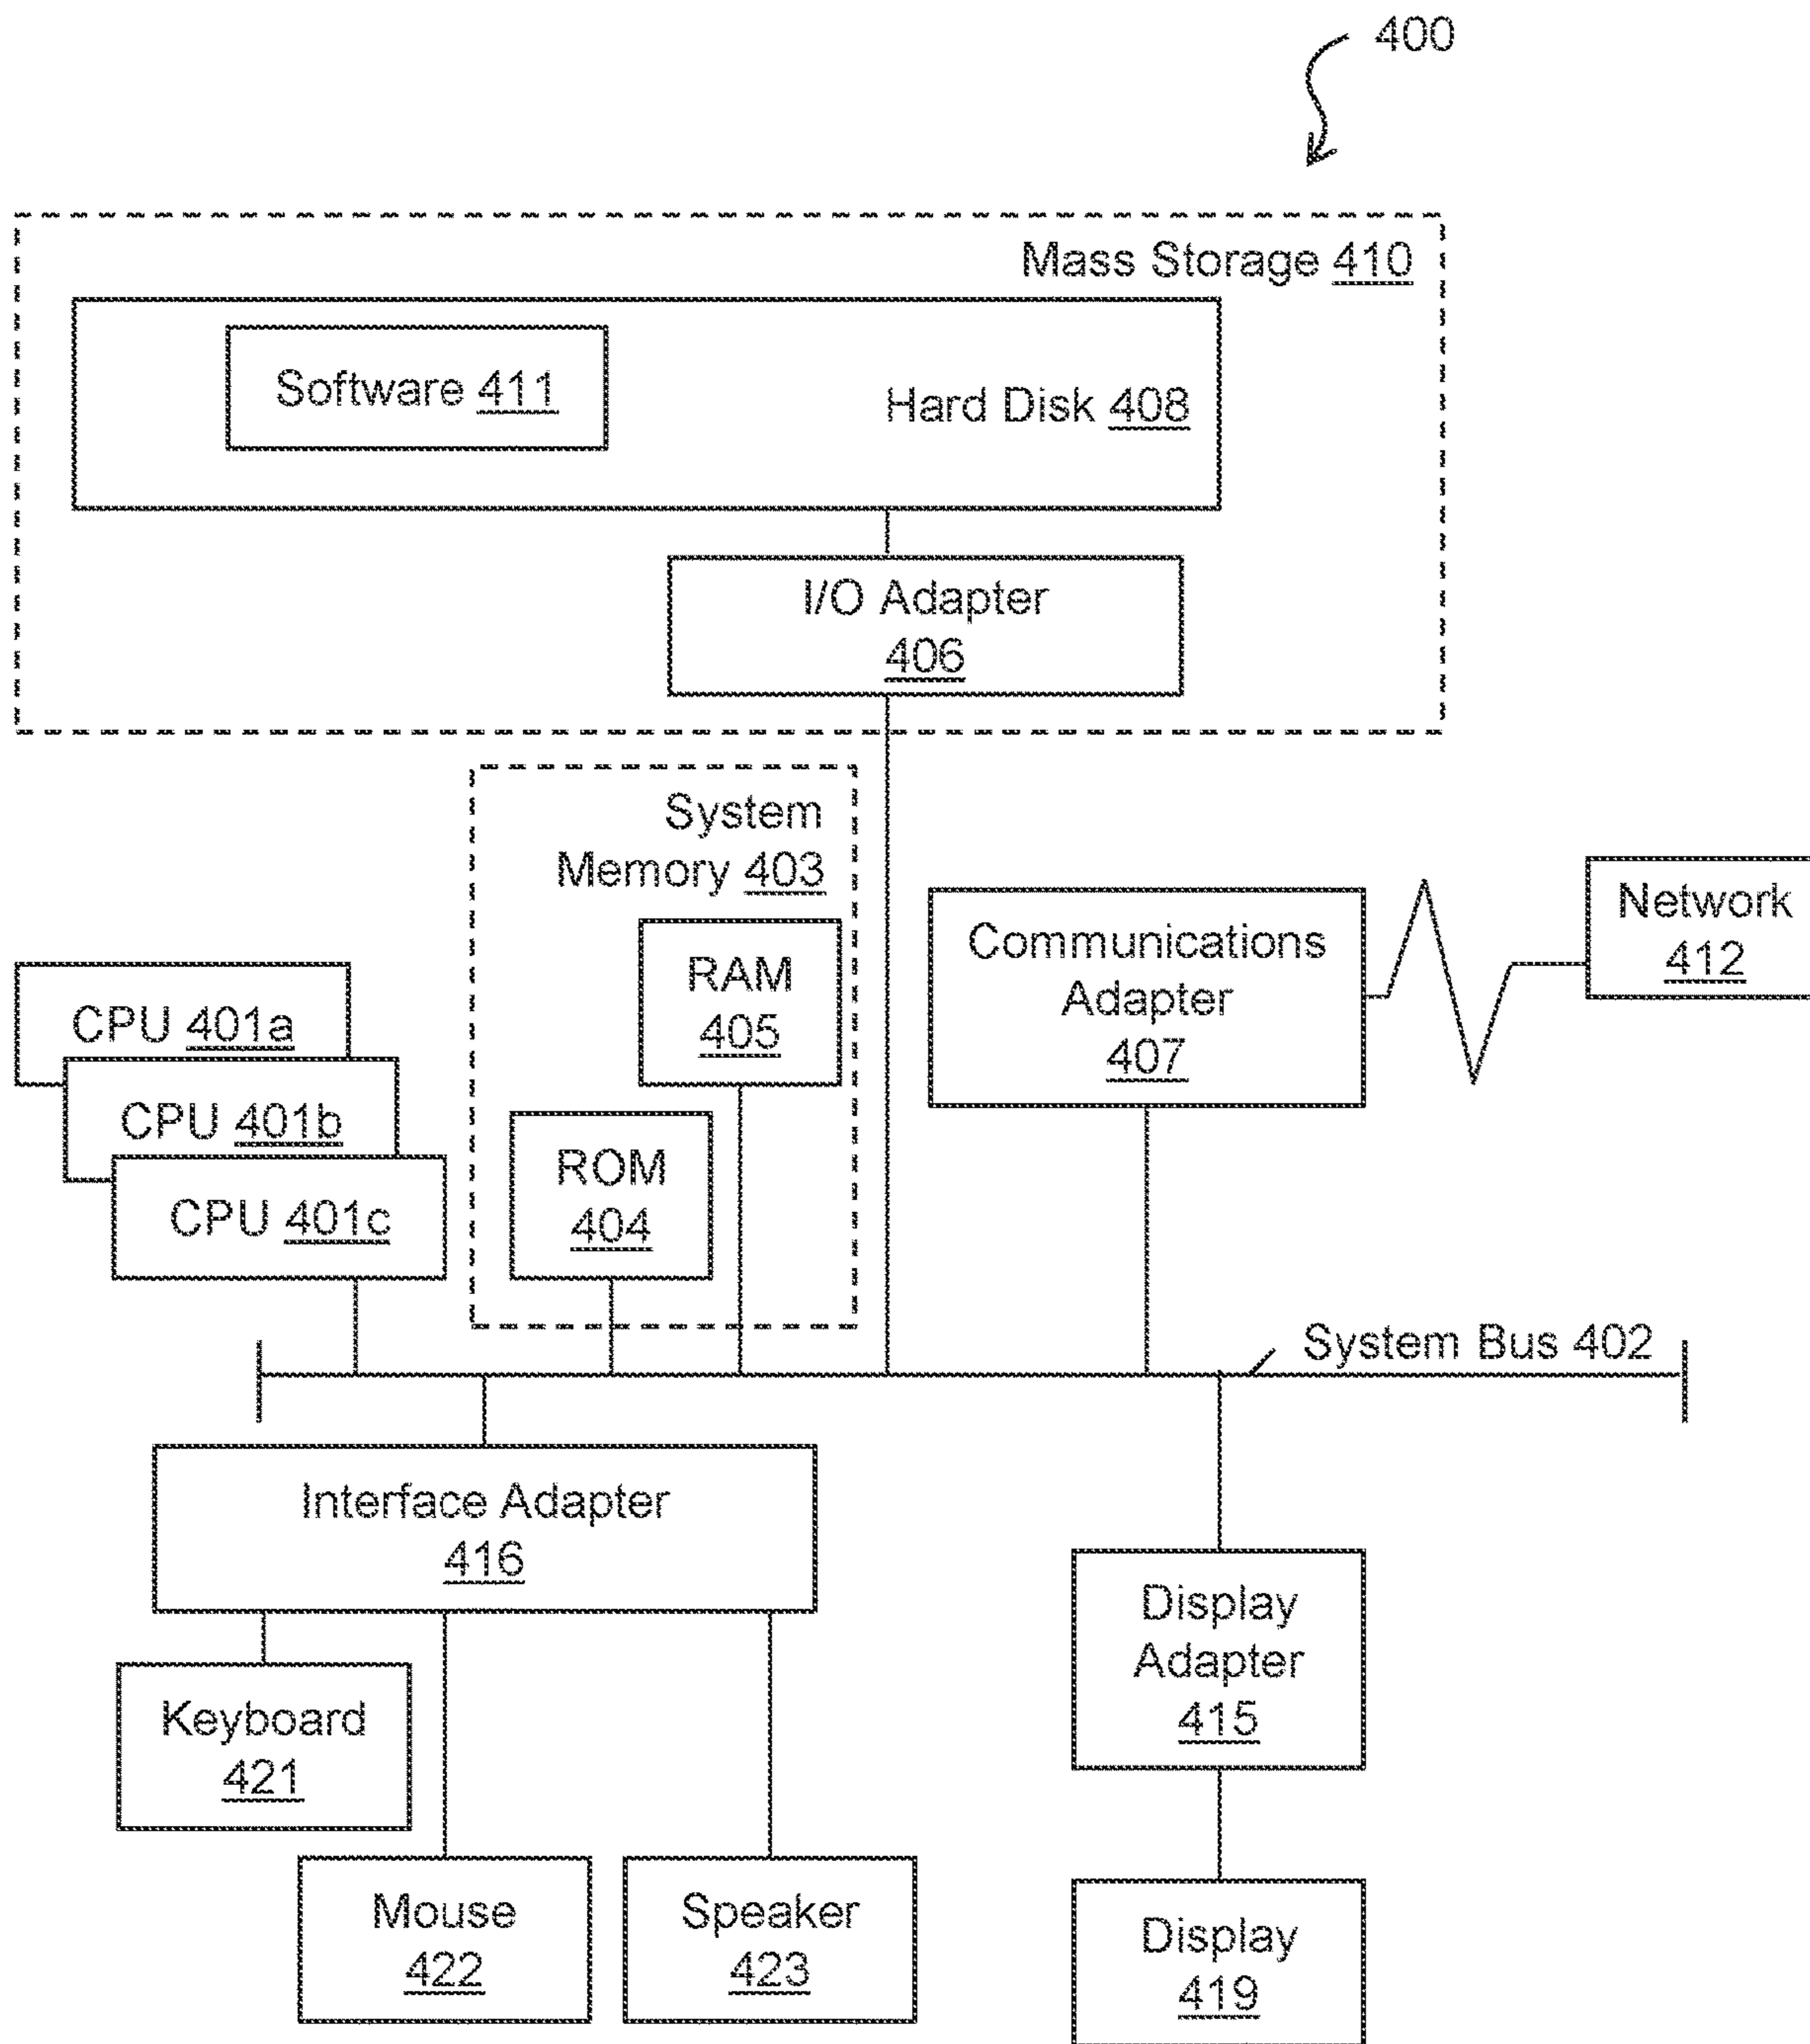 400
Mass Storage 410
Software 411
Hard Disk 408
I/O Adapter
406
System
Memory 403
RAM
405
ROM
404
Communications
Adapter
407
Network
412
CPU 401a
CPU 401b
CPU 401c
System Bus 402
Interface Adapter
416
Keyboard
421
Mouse
422
Speaker
423
Display
Adapter
415
Display
419